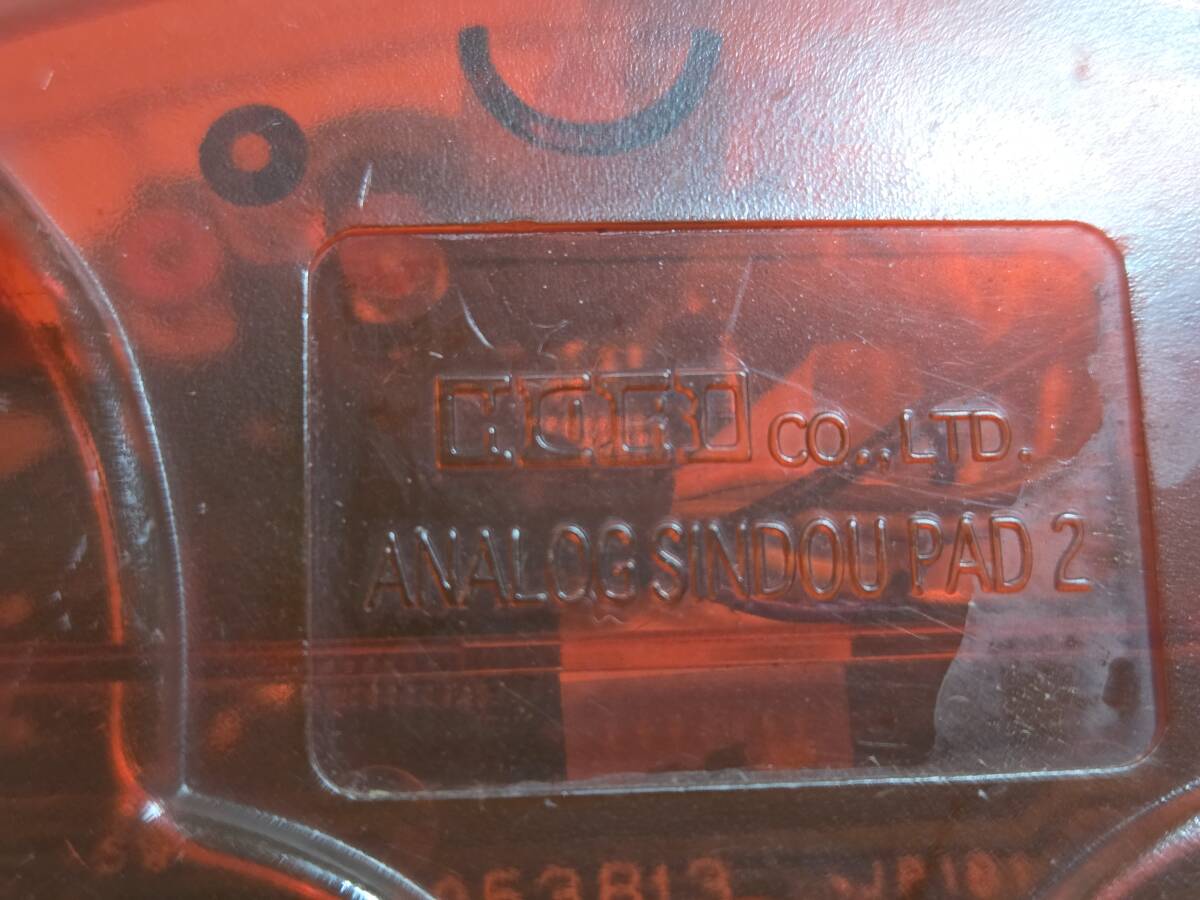 HORI CO.,LTD.
ANALOG SINDOU PAD 2